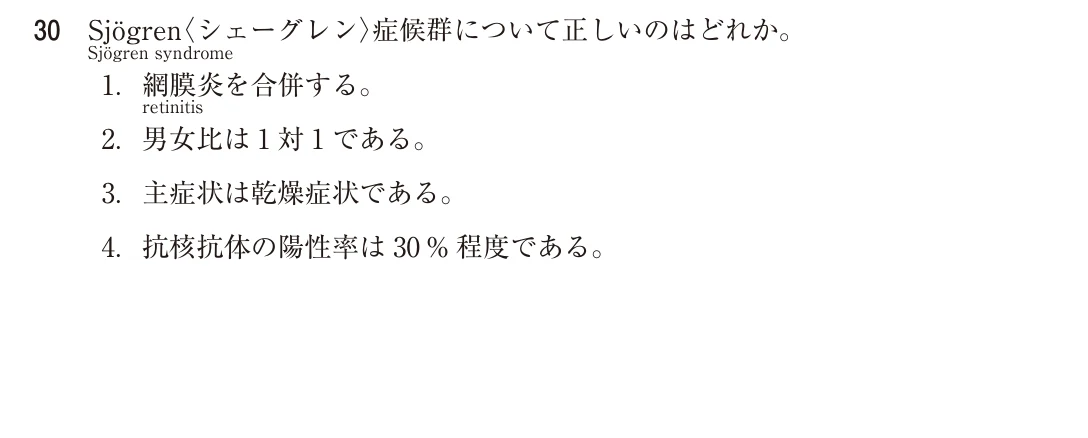 30 Sjögren〈シェーグレン〉症候群について正しいのはどれか。
Sjögren syndrome
1. 網膜炎を合併する。
retinitis
2. 男女比は 1 対 1 である。
3. 主症状は乾燥症状である。
4. 抗核抗体の陽性率は 30 % 程度である。